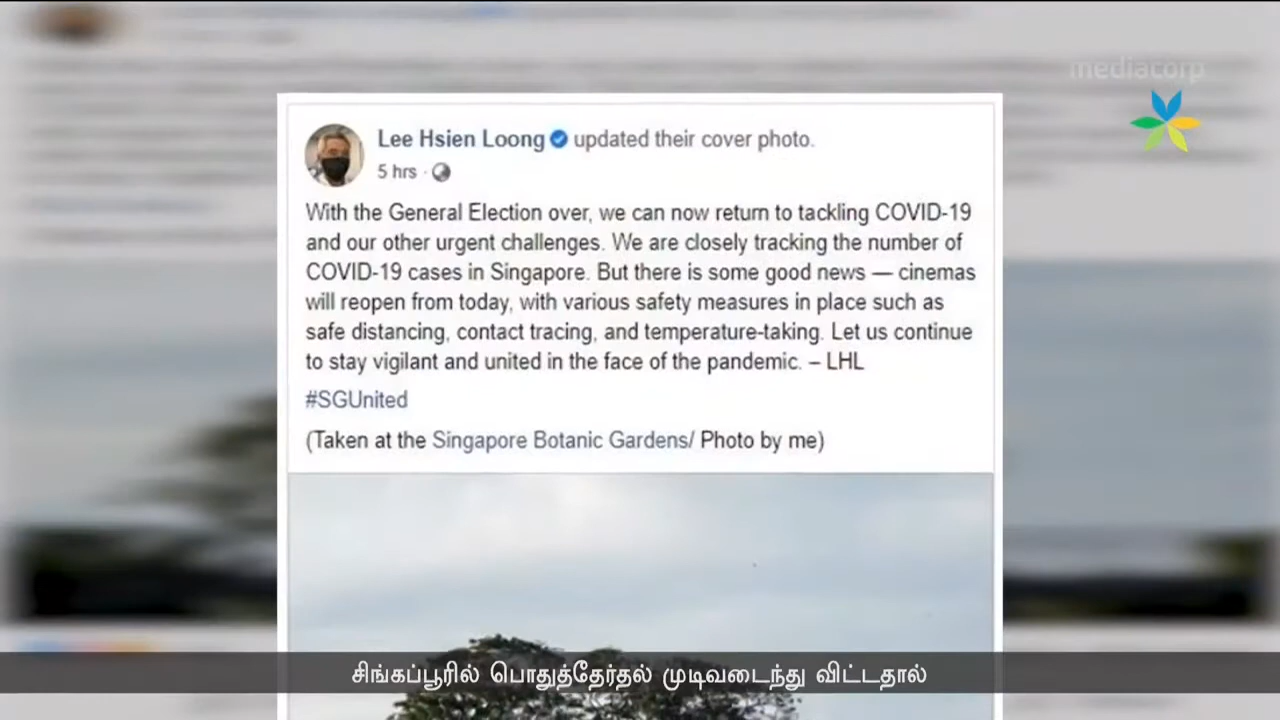 mediacorp
Lee Hsien Loong updated their cover photo.
5 hrs ·
With the General Election over, we can now return to tackling COVID-19
and our other urgent challenges. We are closely tracking the number of
COVID-19 cases in Singapore. But there is some good news — cinemas
will reopen from today, with various safety measures in place such as
safe distancing, contact tracing, and temperature-taking. Let us continue
to stay vigilant and united in the face of the pandemic. – LHL
#SGUnited
(Taken at the Singapore Botanic Gardens/ Photo by me)
சிங்கப்பூரில் பொதுத்தேர்தல் முடிவடைந்து விட்டதால்